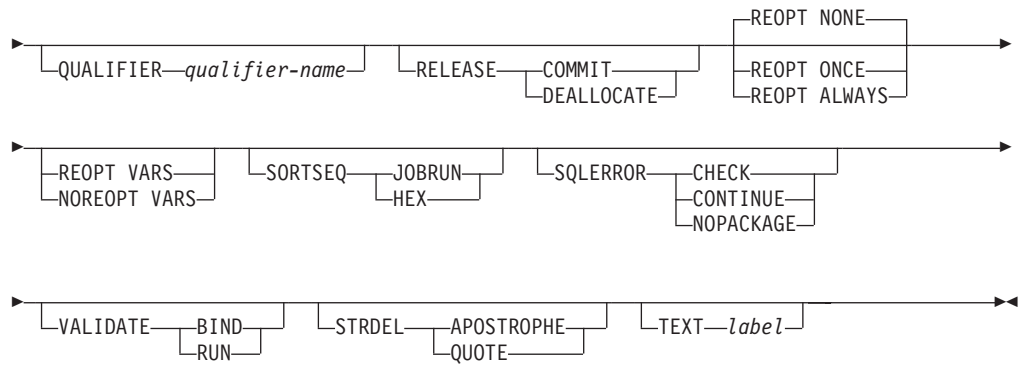 REOPT NONE
QUALIFIER qualifier-name RELEASE COMMIT REOPT ONCE
DEALLOCATE REOPT ALWAYS
REOPT VARS SORTSEQ JOBRUN SQLERROR CHECK
NOREOPT VARS HEX CONTINUE
NOPACKAGE
VALIDATE BIND STRDEL APOSTROPHE TEXT label
RUN QUOTE